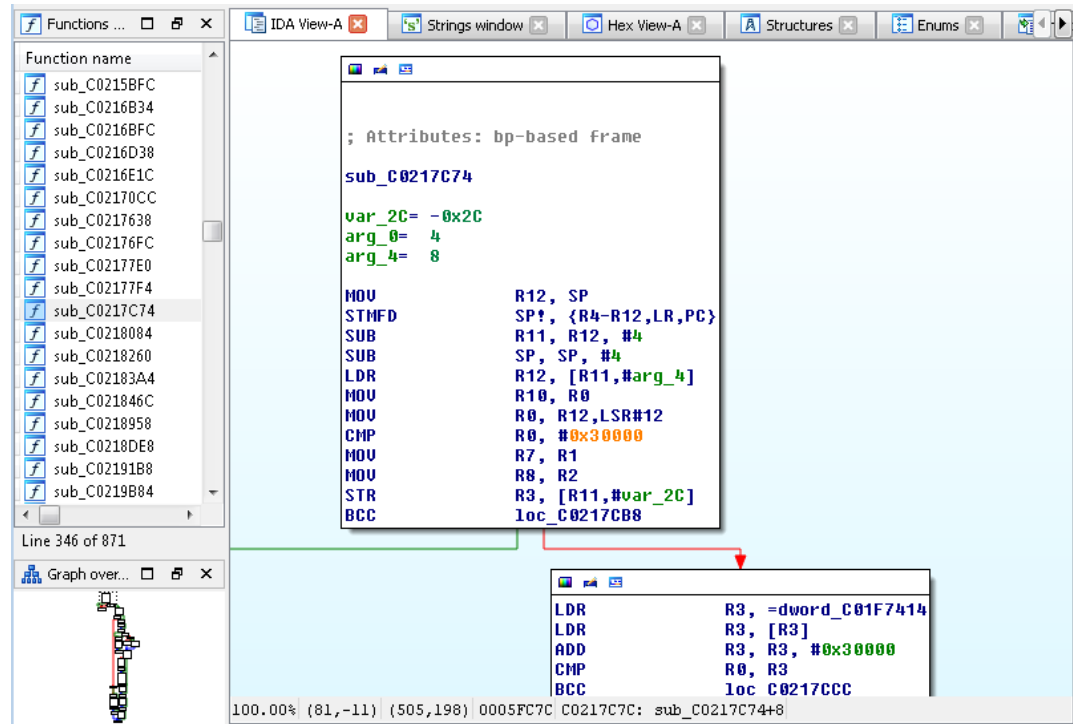 Functions ...
IDA View-A
Strings window
Hex View-A
Structures
Enums
Function name
sub_C0215BFC
sub_C0216B34
sub_C0216BFC
sub_C0216D38
sub_C0216E1C
sub_C02170CC
sub_C0217638
sub_C02176FC
sub_C02177E0
sub_C02177F4
sub_C0217C74
sub_C0218084
sub_C0218260
sub_C02183A4
sub_C021846C
sub_C0218958
sub_C0218DE8
sub_C02191B8
sub_C0219B84
Line 346 of 871
Graph over...
; Attributes: bp-based frame
sub_C0217C74
var_2C= -0x2C
arg_0= 4
arg_4= 8
MOV R12, SP
STMFD SP!, {R4-R12,LR,PC}
SUB R11, R12, #4
SUB SP, SP, #4
LDR R12, [R11,#arg_4]
MOV R10, R0
MOV R0, R12,LSR#12
CMP R0, #0x30000
MOV R7, R1
MOV R8, R2
STR R3, [R11,#var_2C]
BCC loc_C0217CB8
LDR R3, =dword_C01F7414
LDR R3, [R3]
ADD R3, R3, #0x30000
CMP R0, R3
BCC loc_C0217CCC
100.00% (81,-11) (505,198) 0005FC7C C0217C7C: sub_C0217C74+8